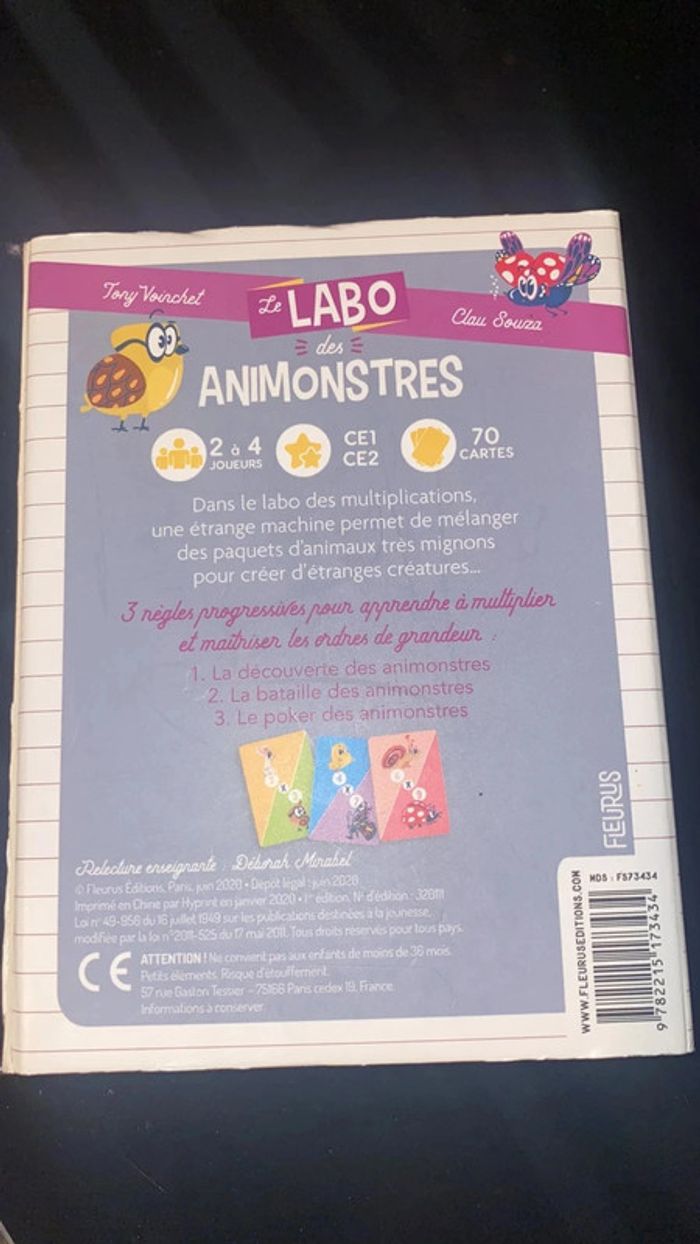 Tony Voinchet
Le LABO
des
ANIMONSTRES
Clau Souza
2 à 4
JOUEURS
CE1
CE2
70
CARTES
Dans le labo des multiplications,
une étrange machine permet de mélanger
des paquets d'animaux très mignons
pour créer d'étranges créatures...
3 règles progressives pour apprendre à multiplier
et maîtriser les ordres de grandeur :
1. La découverte des animonstres
2. La bataille des animonstres
3. Le poker des animonstres
Relecture enseignante : Déborah Mirabel
© Fleurus Éditions, Paris, juin 2020 • Dépôt légal : juin 2020
Imprimé en Chine par Hyprint en janvier 2020 • 1re édition. N° d'édition : 
Loi n° 49-956 du 16 juillet 1949 sur les publications destinées à la jeunesse,
modifiée par la loi n°2011-525 du 17 mai 2011. Tous droits réservés pour tous pays.
CE
ATTENTION ! Ne convient pas aux enfants de moins de 36 mois.
Petits éléments. Risque d'étouffement.
57 rue Gaston Tessier - 75166 Paris cedex 19, France.
Informations à conserver.
FLEURUS
WWW.FLEURUSEDITIONS.COM
MDS : FS73434
9 782215 173434